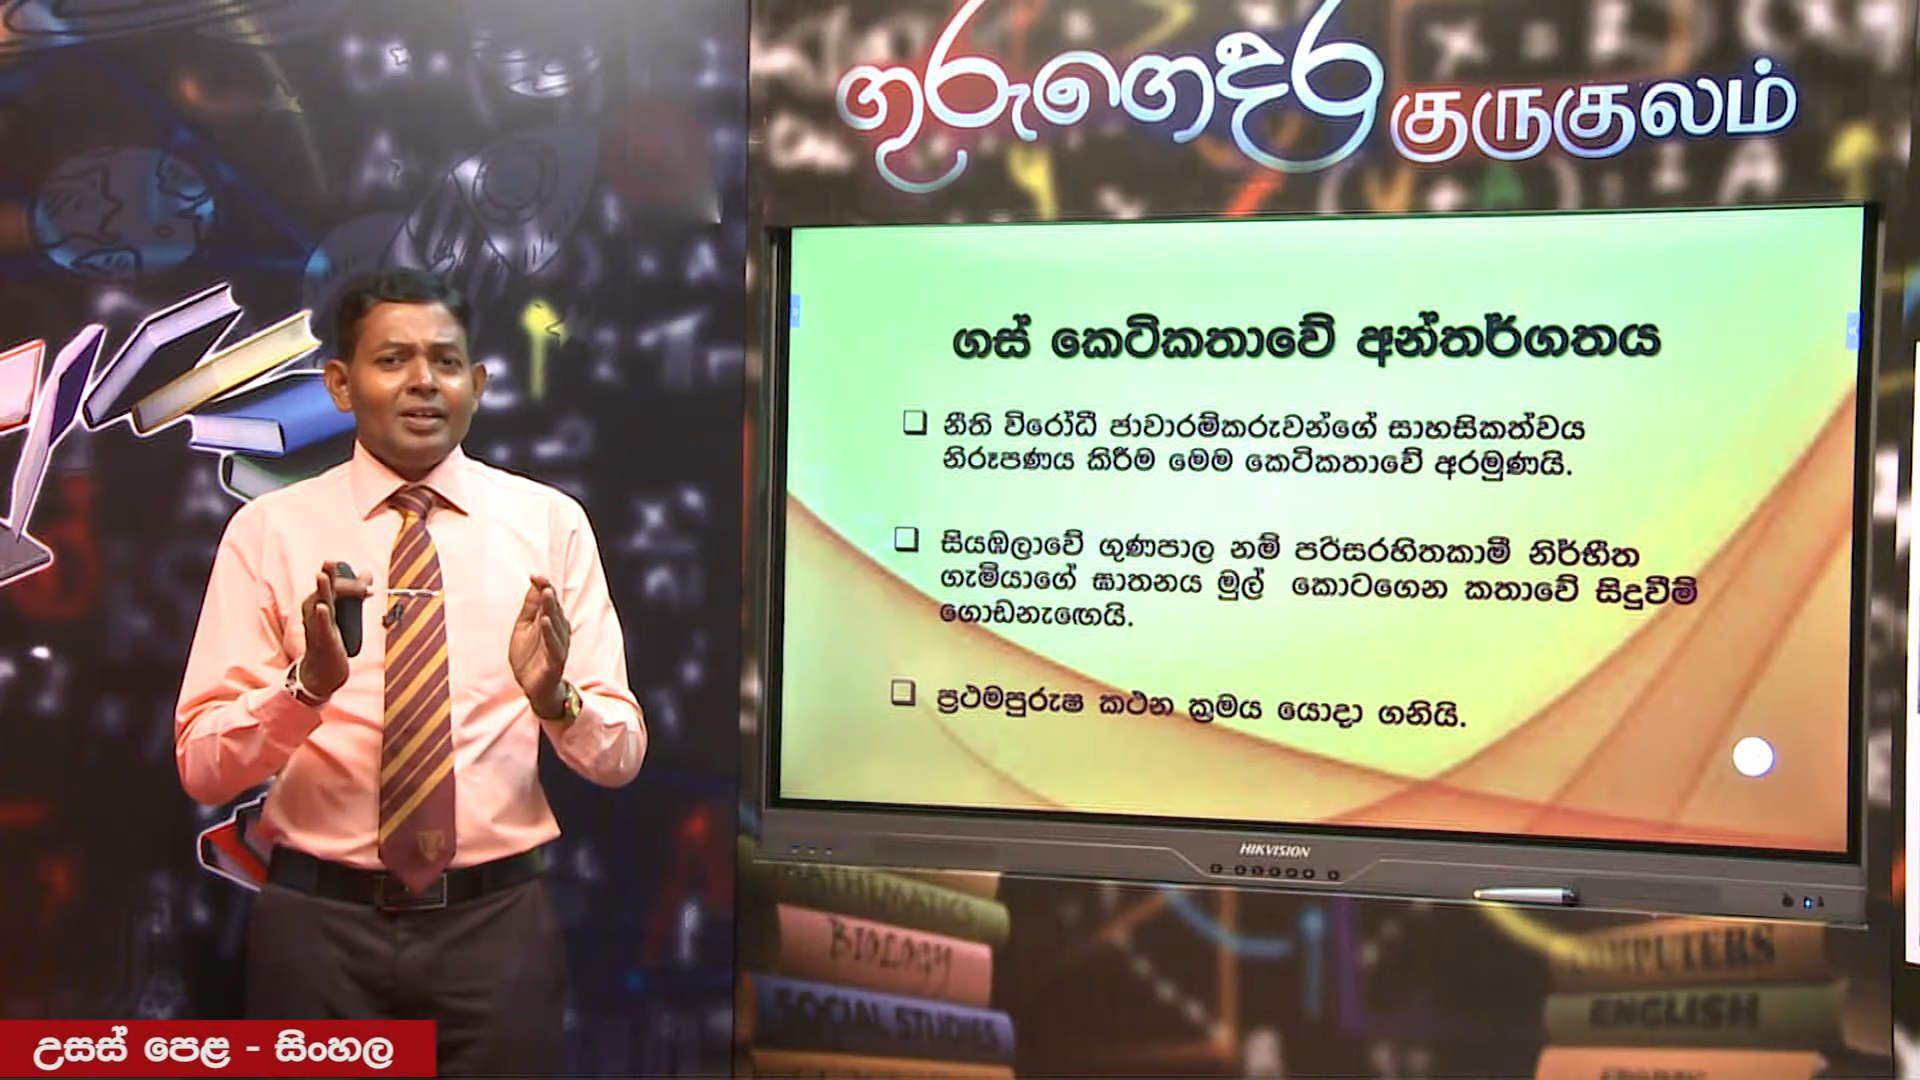 ගුරුගෙදර குருகுலம்
ගස් කෙටිකතාවේ අන්තර්ගතය
❑ නීති විරෝධී ජාවාරම්කරුවන්ගේ සාහසිකත්වය
නිරූපණය කිරීම මෙම කෙටිකතාවේ අරමුණයි.
❑ සියඹලාවේ ගුණපාල නම් පරිසරහිතකාමී නිර්භීත
ගැමියාගේ ඝාතනය මුල් කොටගෙන කතාවේ සිදුවීම්
ගොඩනැඟෙයි.
❑ ප්‍රථමපුරුෂ කථන ක්‍රමය යොදා ගනියි.
HIKVISION
MATHEMATICS
BIOLOGY
SOCIAL STUDIES
COMPUTERS
ENGLISH
උසස් පෙළ - සිංහල